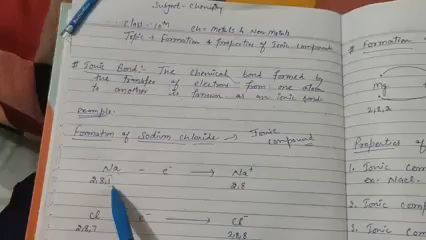 Subject - Chemistry
Class - 10th Ch = Metals & Non Metals
Topic = Formation & Properties of Ionic compounds
# Ionic Bond :- The chemical bond formed by
the transfer of electrons from one atom
to another is known as an ionic bond.
Example:
Formation of Sodium chloride → Ionic
compound
Na - e⁻ → Na⁺
2,8,1 2,8
Cl e⁻ → Cl⁻
2,8,7 2,8,8
# Formation
Mg
2,8,2
Properties of
1. Ionic com
ex- NaCl
2. Ionic comp
3. Ionic com